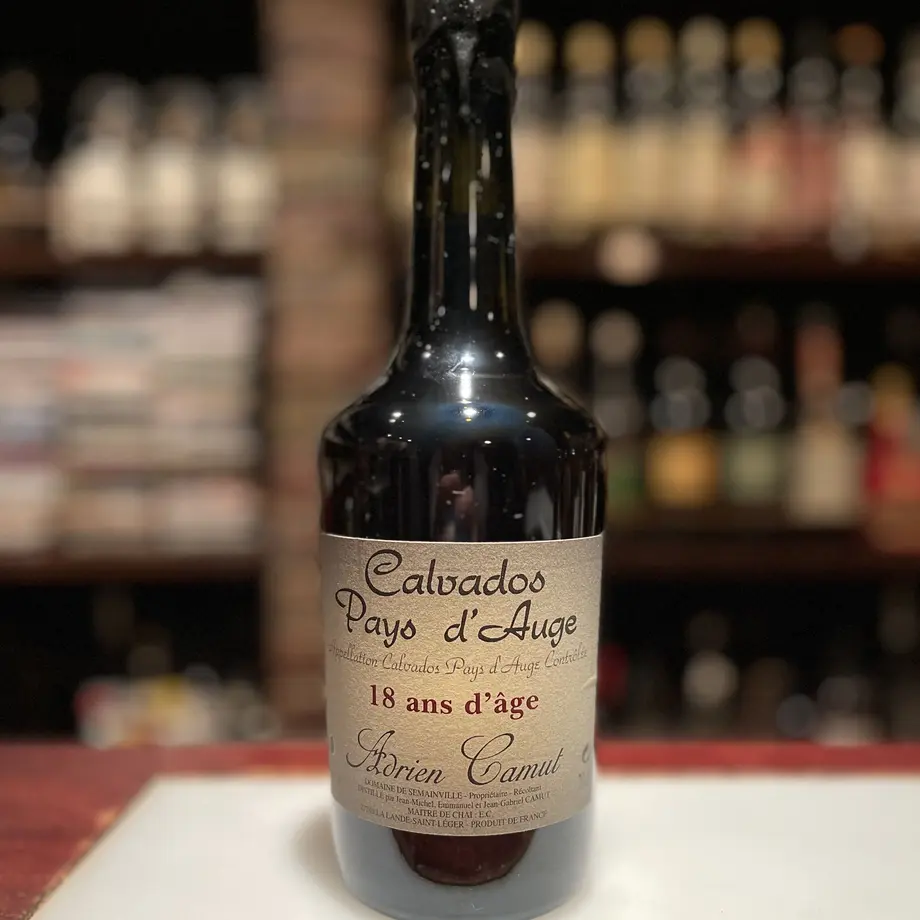 Calvados
Pays d'Auge
Appellation Calvados Pays d'Auge Contrôlée
18 ans d'âge
Adrien Camut
DOMAINE DE SEMAINVILLE - Propriétaire - Récoltant
DISTILLÉ par Jean-Michel, Emmanuel et Jean-Gabriel CAMUT
MAITRE DE CHAI : E.C.
LA LANDE-SAINT-LÉGER - PRODUIT DE FRANCE